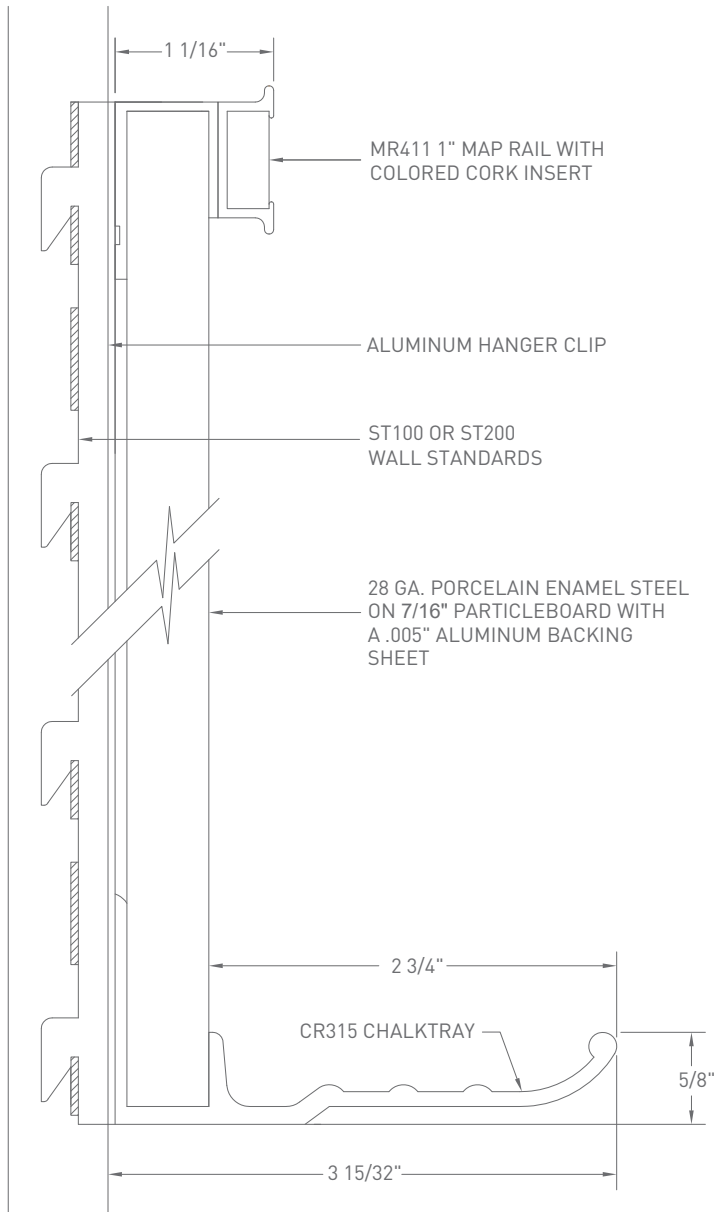 1 1/16"
MR411 1" MAP RAIL WITH
COLORED CORK INSERT
ALUMINUM HANGER CLIP
ST100 OR ST200
WALL STANDARDS
28 GA. PORCELAIN ENAMEL STEEL
ON 7/16" PARTICLEBOARD WITH
A .005" ALUMINUM BACKING
SHEET
2 3/4"
CR315 CHALKTRAY
5/8"
3 15/32"